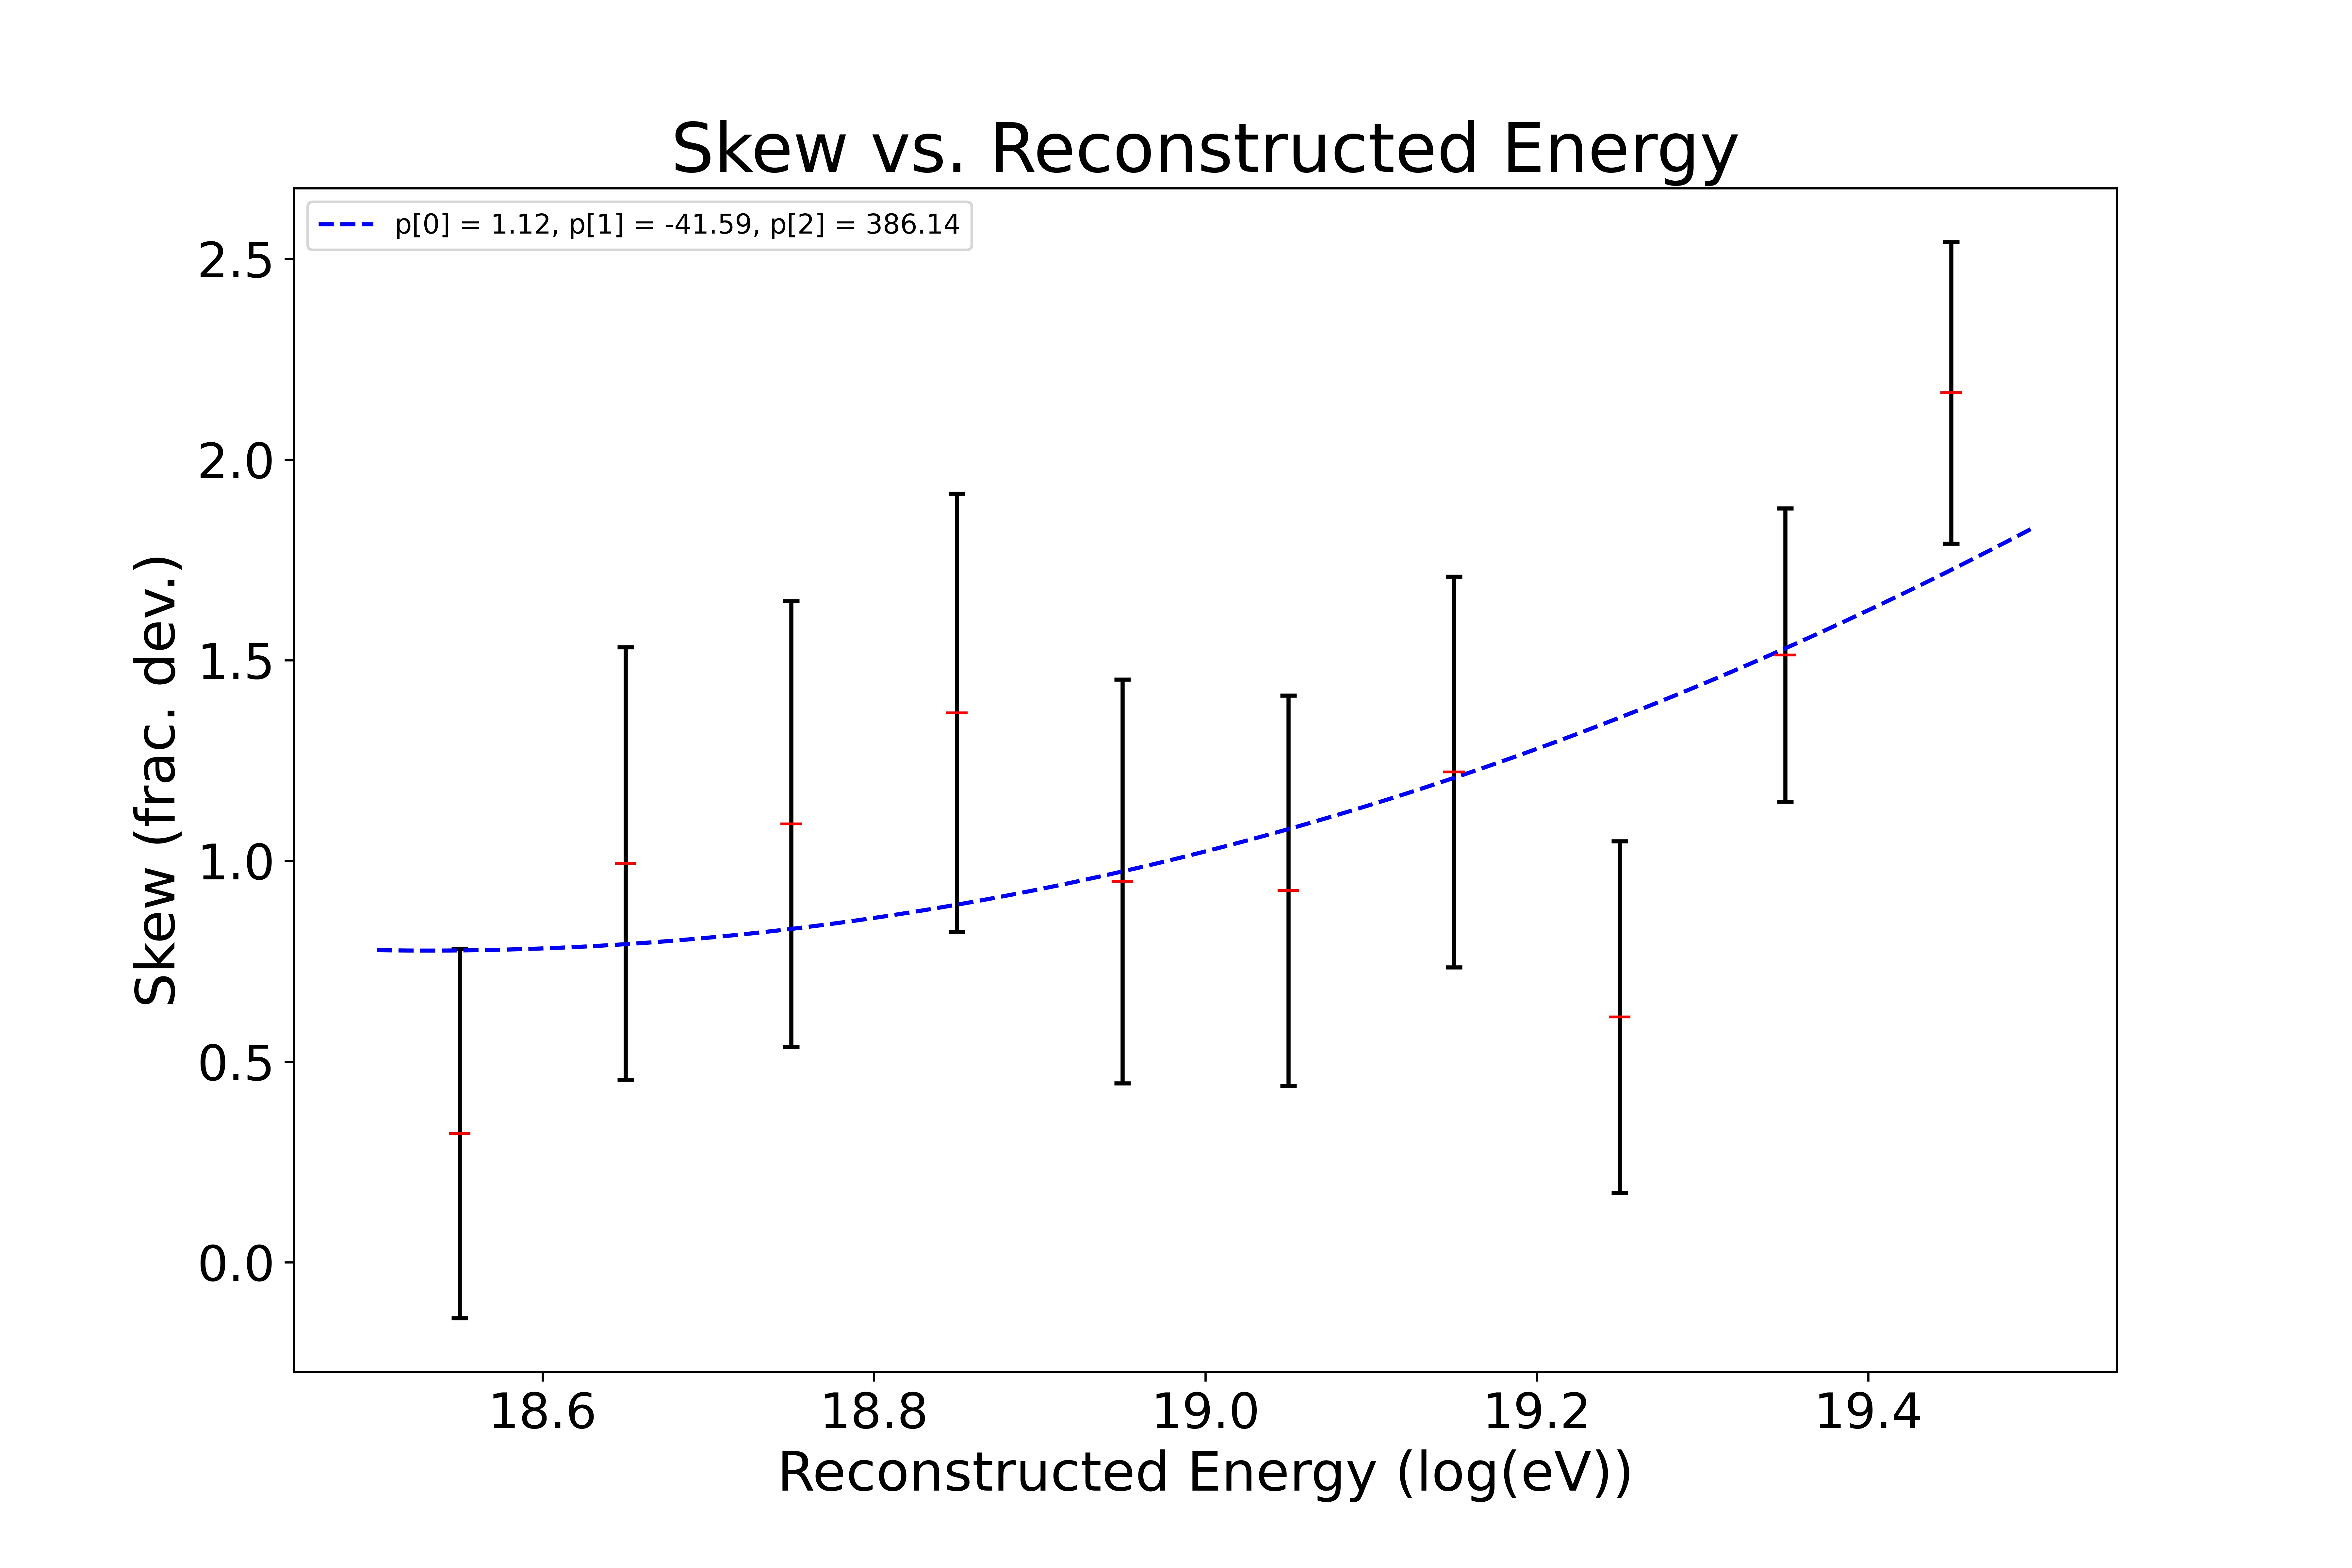 Skew vs. Reconstructed Energy
p[0] = 1.12, p[1] = -41.59, p[2] = 386.14
Skew (frac. dev.)
2.5
2.0
1.5
1.0
0.5
0.0
18.6 18.8 19.0 19.2 19.4
Reconstructed Energy (log(eV))